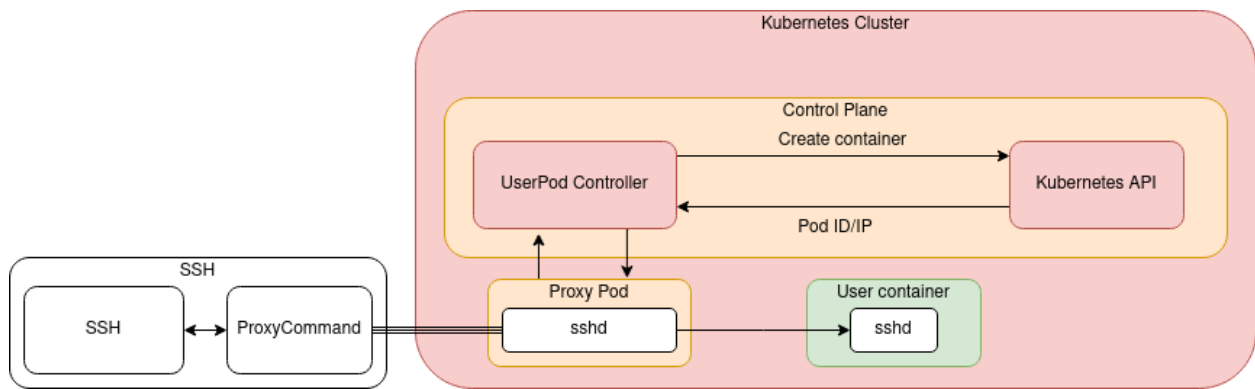 Kubernetes Cluster
Control Plane
Create container
UserPod Controller
Kubernetes API
Pod ID/IP
SSH
Proxy Pod
User container
SSH
ProxyCommand
sshd
sshd